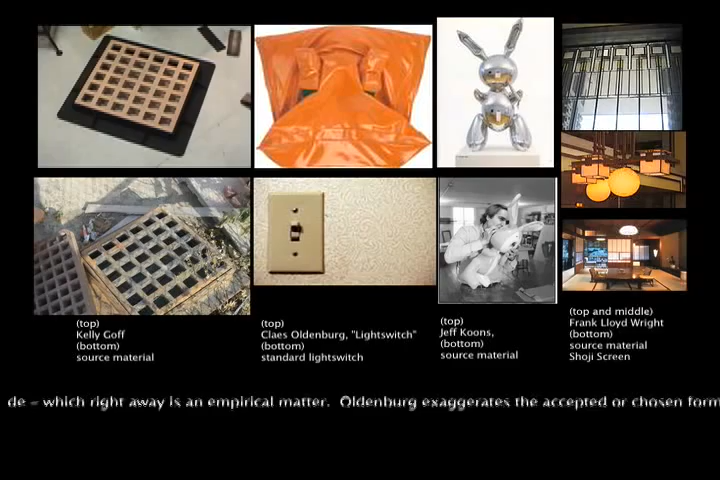 (top)
Kelly Goff
(bottom)
source material
(top)
Claes Oldenburg, "Lightswitch"
(bottom)
standard lightswitch
(top)
Jeff Koons,
(bottom)
source material
(top and middle)
Frank Lloyd Wright
(bottom)
source material
Shoji Screen
de - which right away is an empirical matter. Oldenburg exaggerates the accepted or chosen form